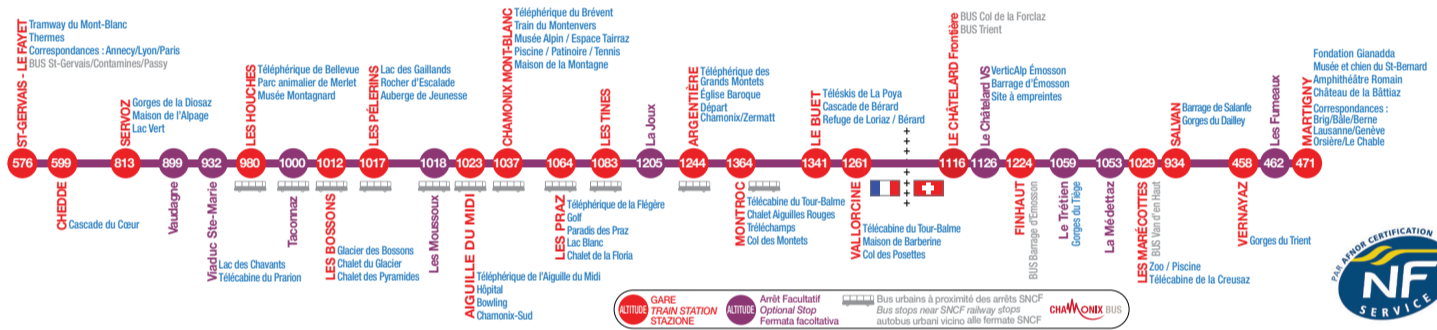 ST-GERVAIS - LE FAYET
Tramway du Mont-Blanc
Thermes
Correspondances : Annecy/Lyon/Paris
BUS St-Gervais/Contamines/Passy
576
599
CHEDDE
Cascade du Cœur
SERVOZ
Gorges de la Diosaz
Maison de l'Alpage
Lac Vert
813
899
Vaudagne
932
Viaduc Ste-Marie
Lac des Chavants
Télécabine du Prarion
LES HOUCHES
Téléphérique de Bellevue
Parc animalier de Merlet
Musée Montagnard
980
1000
Taconnaz
1012
LES BOSSONS
Glacier des Bossons
Chalet du Glacier
Chalet des Pyramides
LES PÉLERINS
Lac des Gaillands
Rocher d'Escalade
Auberge de Jeunesse
1017
1018
Les Moussoux
1023
AIGUILLE DU MIDI
Téléphérique de l'Aiguille du Midi
Hôpital
Bowling
Chamonix-Sud
CHAMONIX MONT-BLANC
Téléphérique du Brévent
Train du Montenvers
Musée Alpin / Espace Tairraz
Piscine / Patinoire / Tennis
Maison de la Montagne
1037
1064
LES PRAZ
Téléphérique de la Flégère
Golf
Paradis des Praz
Lac Blanc
Chalet de la Floria
LES TINES
1083
La Joux
1205
ARGENTIÈRE
Téléphérique des
Grands Montets
Église Baroque
Départ
Chamonix/Zermatt
1244
1364
MONTROC
Télécabine du Tour-Balme
Chalet Aiguilles Rouges
Tréléchamps
Col des Montets
LE BUET
Téléskis de La Poya
Cascade de Bérard
Refuge de Loriaz / Bérard
1341
1261
VALLORCINE
Télécabine du Tour-Balme
Maison de Barberine
Col des Posettes
LE CHÂTELARD Frontière
BUS Col de la Forclaz
BUS Trient
1116
Le Châtelard VS
VerticAlp Émosson
Barrage d'Émosson
Site à empreintes
1126
1224
FINHAUT
BUS Barrage d'Emosson
1059
Le Trétien
Gorges du Tiège
1053
La Médettaz
1029
LES MARÉCOTTES
BUS Van d'en Haut
Zoo / Piscine
Télécabine de la Creusaz
SALVAN
Barrage de Salanfe
Gorges du Dailley
934
458
VERNAYAZ
Gorges du Trient
Les Fumeaux
462
MARTIGNY
Fondation Gianadda
Musée et chien du St-Bernard
Amphithéâtre Romain
Château de la Bâttiaz
Correspondances :
Brig/Bâle/Berne
Lausanne/Genève
Orsière/Le Chable
471
ALTITUDE
GARE
TRAIN STATION
STAZIONE
ALTITUDE
Arrêt Facultatif
Optional Stop
Fermata facoltativa
Bus urbains à proximité des arrêts SNCF
Bus stops near SNCF railway stops
autobus urbani vicino alle fermate SNCF
CHAMONIX BUS
PAR AFNOR CERTIFICATION
NF
SERVICE